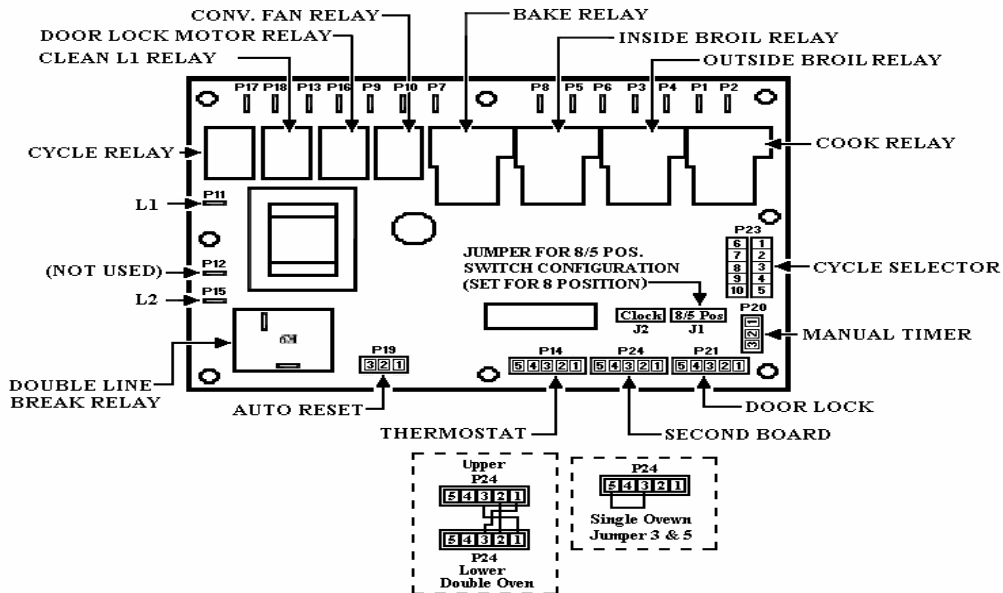 CONV. FAN RELAY
BAKE RELAY
DOOR LOCK MOTOR RELAY
INSIDE BROIL RELAY
CLEAN L1 RELAY
OUTSIDE BROIL RELAY
P17 P18 P13 P16 P9 P10 P7 P8 P5 P6 P3 P4 P1 P2
CYCLE RELAY
COOK RELAY
P11
L1
P23
6 1
7 2
8 3
9 4
10 5
JUMPER FOR 8/5 POS.
SWITCH CONFIGURATION
(SET FOR 8 POSITION)
CYCLE SELECTOR
P12
(NOT USED)
P15
L2
Clock 8/5 Pos
J2 J1
P20
1
2
3
MANUAL TIMER
P19
3 2 1
P14
5 4 3 2 1
P24
5 4 3 2 1
P21
5 4 3 2 1
DOUBLE LINE
BREAK RELAY
AUTO RESET
DOOR LOCK
THERMOSTAT
SECOND BOARD
Upper
P24
5 4 3 2 1
5 4 3 2 1
P24
Lower
Double Oven
P24
5 4 3 2 1
Single Ovewn
Jumper 3 & 5